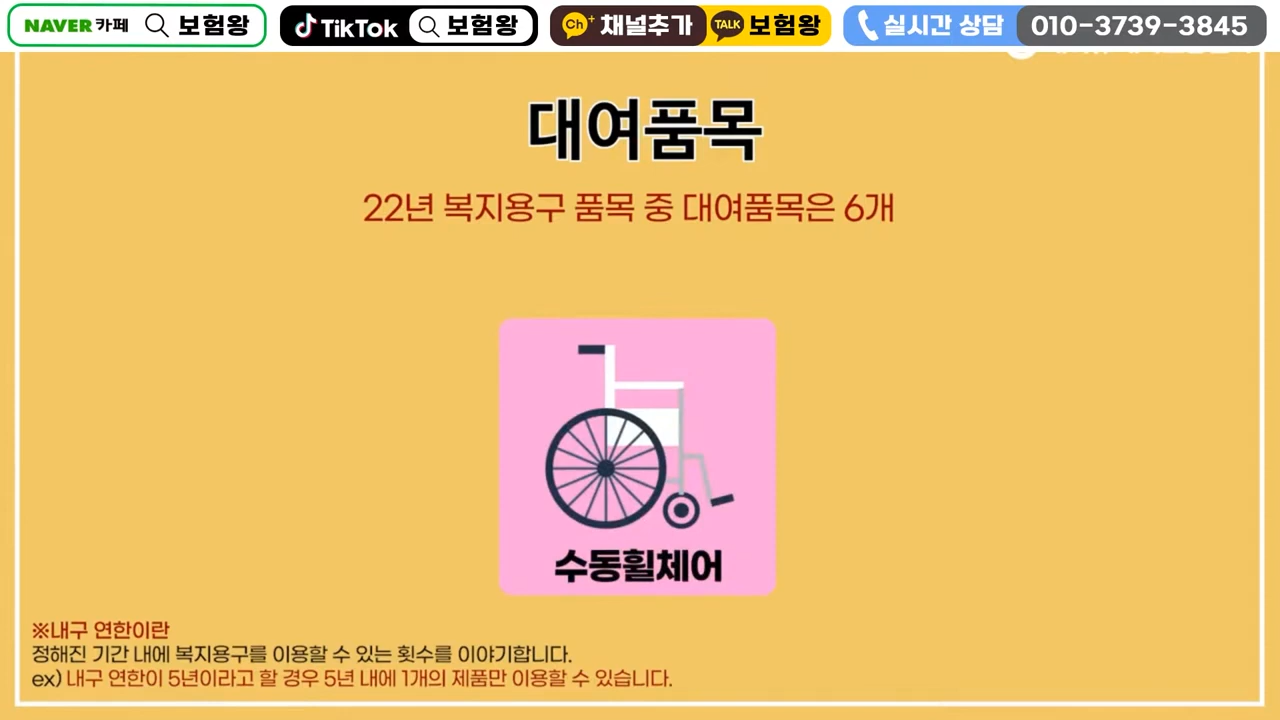 NAVER 카페 보험왕
TikTok 보험왕
Ch+ 채널추가 TALK 보험왕
실시간 상담 010-3739-3845
대여품목
22년 복지용구 품목 중 대여품목은 6개
수동휠체어
※내구 연한이란
정해진 기간 내에 복지용구를 이용할 수 있는 횟수를 이야기합니다.
ex) 내구 연한이 5년이라고 할 경우 5년 내에 1개의 제품만 이용할 수 있습니다.